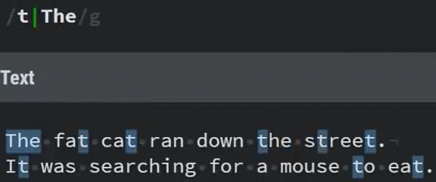 /t|The/g
Text
The fat cat ran down the street.
It was searching for a mouse to eat.